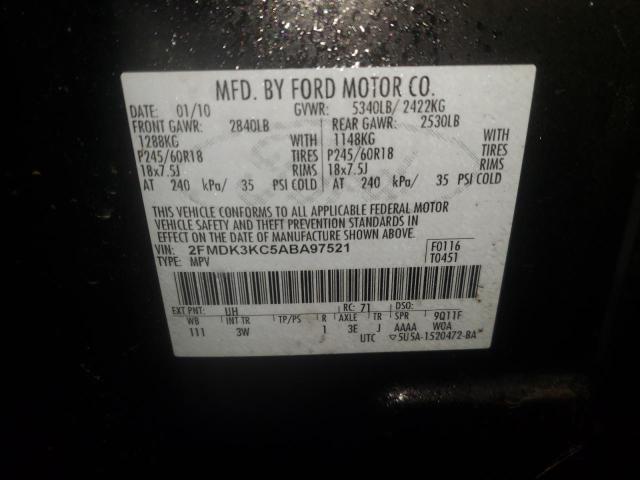 MFD. BY FORD MOTOR CO.
DATE: 01/10 GVWR: 5340LB/ 2422KG
FRONT GAWR: 2840LB REAR GAWR: 2530LB
1288KG WITH 1148KG WITH
P245/60R18 TIRES P245/60R18 TIRES
18x7.5J RIMS 18x7.5J RIMS
AT 240 kPa/ 35 PSI COLD AT 240 kPa/ 35 PSI COLD
THIS VEHICLE CONFORMS TO ALL APPLICABLE FEDERAL MOTOR
VEHICLE SAFETY AND THEFT PREVENTION STANDARDS IN
EFFECT ON THE DATE OF MANUFACTURE SHOWN ABOVE.
VIN: 2FMDK3KC5ABA97521 F0116
TYPE: MPV T0451
EXT PNT: UH RC: 71 DSO:
WB INT TR TP/PS R AXLE TR SPR 9Q11F
111 3W 1 3E J AAAA WOA
UTC ▽5U5A-1520472-BA